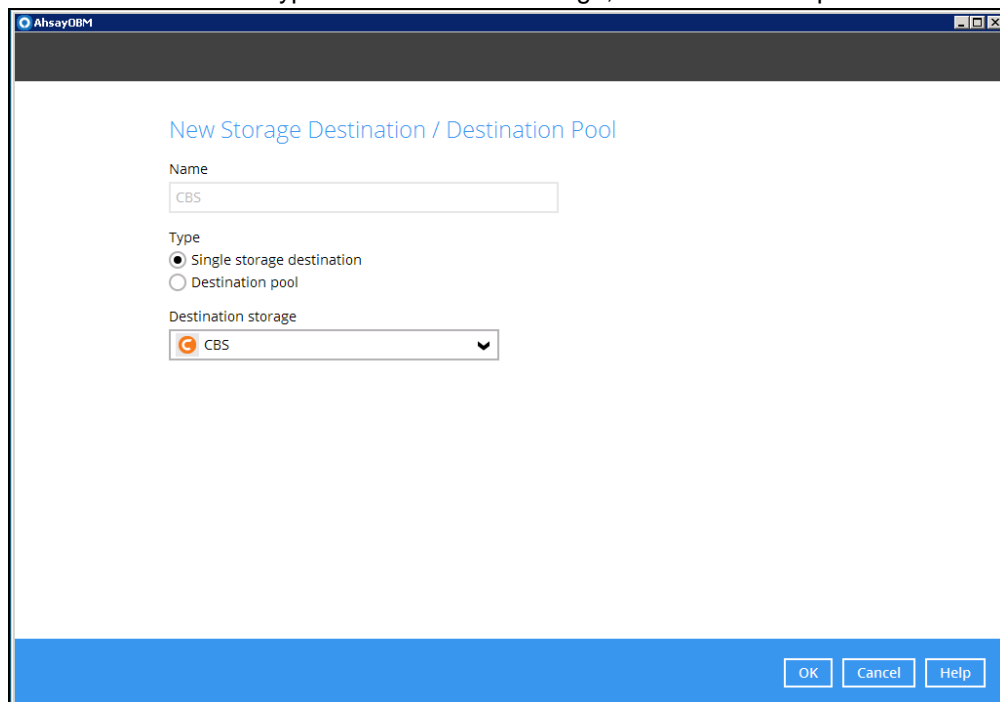 AhsayOBM
New Storage Destination / Destination Pool
Name
CBS
Type
Single storage destination
Destination pool
Destination storage
C CBS
OK Cancel Help